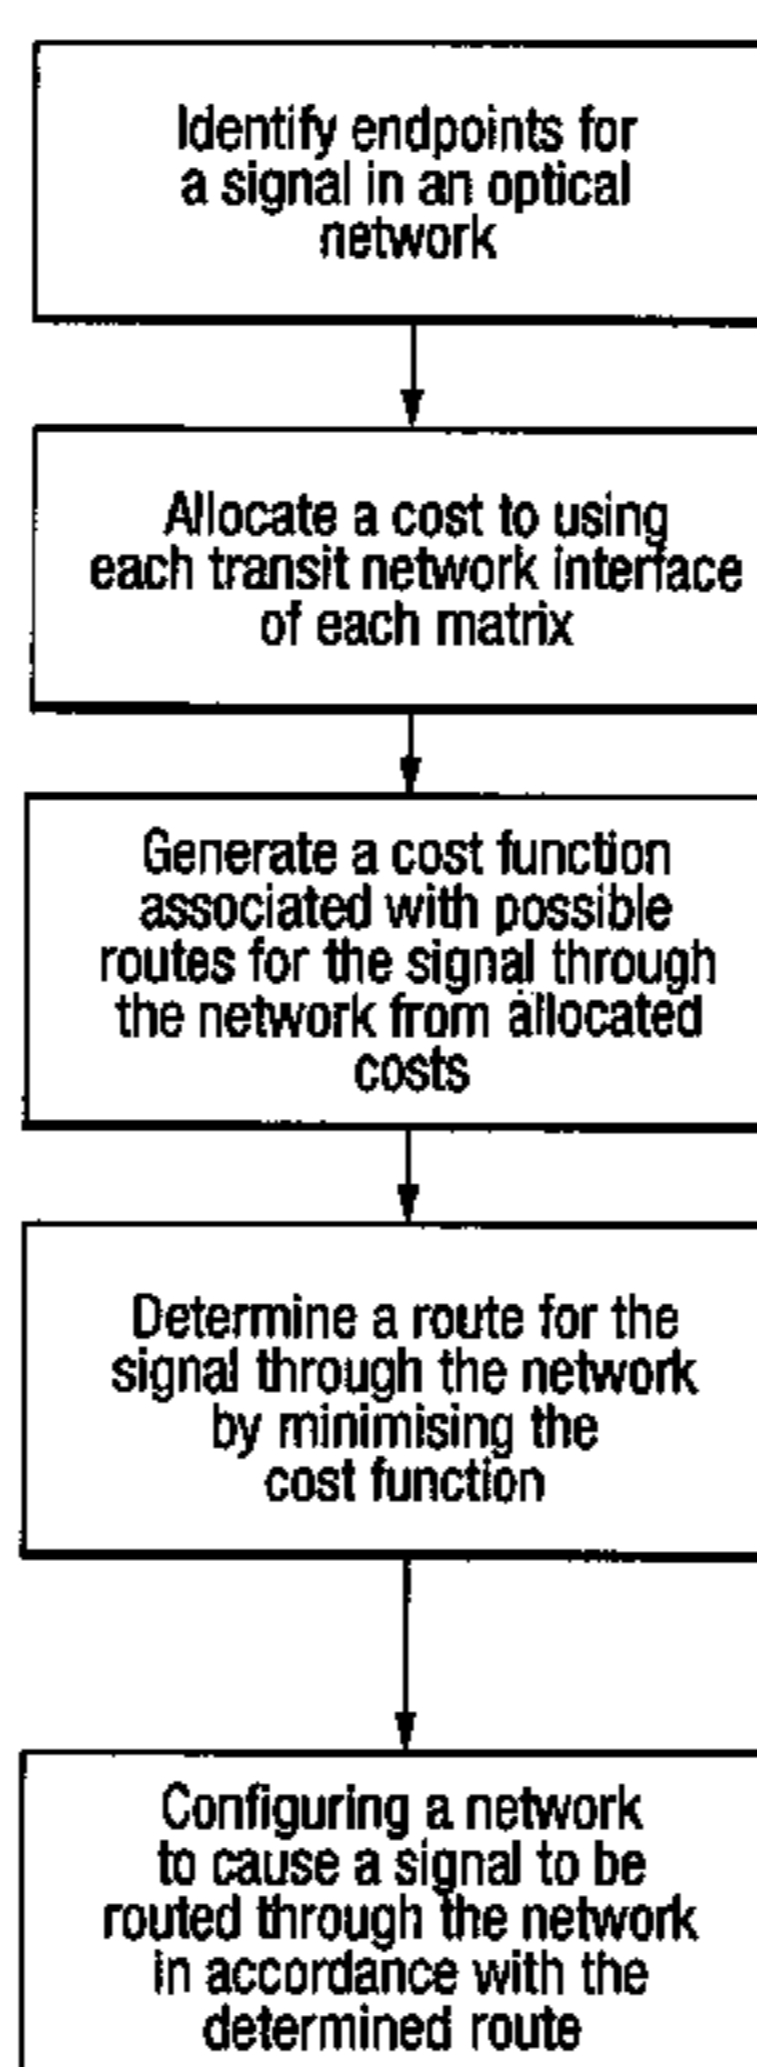 Identify endpoints for
a signal in an optical
network
Allocate a cost to using
each transit network interface
of each matrix
Generate a cost function
associated with possible
routes for the signal through
the network from allocated
costs
Determine a route for the
signal through the network
by minimising the
cost function
Configuring a network
to cause a signal to be
routed through the network
in accordance with the
determined route